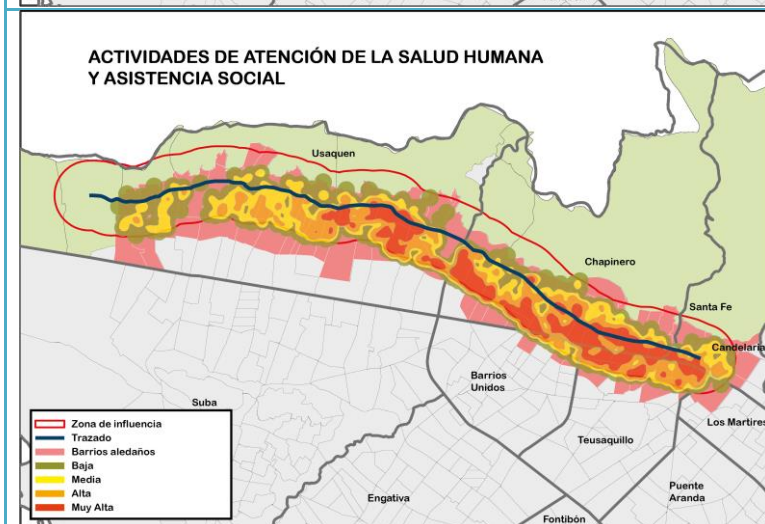 ACTIVIDADES DE ATENCIÓN DE LA SALUD HUMANA
Y ASISTENCIA SOCIAL
Usaquen
Chapinero
Santa Fe
Candelaría
Barrios
Unidos
Suba
Los Martires
Teusaquillo
Puente
Aranda
Engativa
Fontibón
Zona de influencia
Trazado
Barrios aledaños
Baja
Media
Alta
Muy Alta